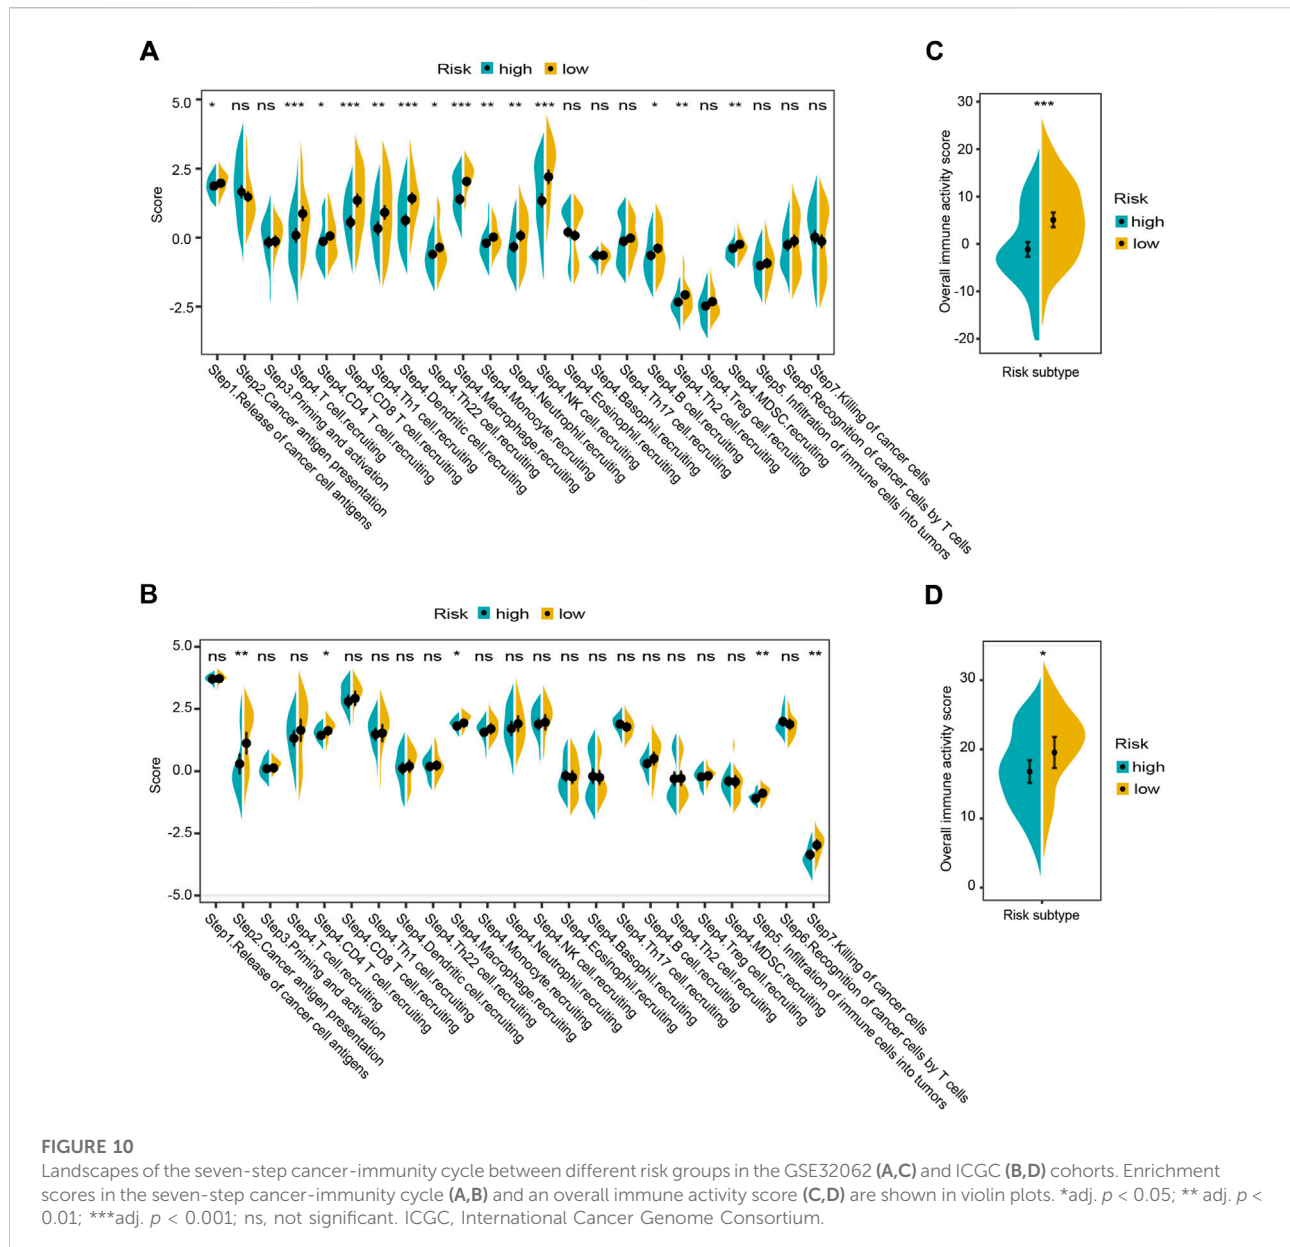 A
Risk high low
* ns ns *** * *** ** *** * *** ** ** *** ns ns ns * ** ns ** ns ns ns
5.0
2.5
0.0
-2.5
Score
Step1.Release of cancer cell antigens
Step2.Cancer antigen presentation
Step3.Priming and activation
Step4.T cell.recruiting
Step4.CD4 T cell.recruiting
Step4.CD8 T cell.recruiting
Step4.Th1 cell.recruiting
Step4.Dendritic cell.recruiting
Step4.Th22 cell.recruiting
Step4.Macrophage.recruiting
Step4.Monocyte.recruiting
Step4.Neutrophil.recruiting
Step4.NK cell.recruiting
Step4.Eosinophil.recruiting
Step4.Basophil.recruiting
Step4.Th17 cell.recruiting
Step4.B cell.recruiting
Step4.Th2 cell.recruiting
Step4.Treg cell.recruiting
Step4.MDSC.recruiting
Step5. Infiltration of immune cells into tumors
Step6.Recognition of cancer cells by T cells
Step7.Killing of cancer cells
C
***
30
20
10
0
-10
-20
Overall immune activity score
Risk subtype
Risk
high
low
B
Risk high low
ns ** ns ns * ns ns ns ns * ns ns ns ns ns ns ns ns ns ns ** ns **
5.0
2.5
0.0
-2.5
-5.0
Score
Step1.Release of cancer cell antigens
Step2.Cancer antigen presentation
Step3.Priming and activation
Step4.T cell.recruiting
Step4.CD4 T cell.recruiting
Step4.CD8 T cell.recruiting
Step4.Th1 cell.recruiting
Step4.Dendritic cell.recruiting
Step4.Th22 cell.recruiting
Step4.Macrophage.recruiting
Step4.Monocyte.recruiting
Step4.Neutrophil.recruiting
Step4.NK cell.recruiting
Step4.Eosinophil.recruiting
Step4.Basophil.recruiting
Step4.Th17 cell.recruiting
Step4.B cell.recruiting
Step4.Th2 cell.recruiting
Step4.Treg cell.recruiting
Step4.MDSC.recruiting
Step5. Infiltration of immune cells into tumors
Step6.Recognition of cancer cells by T cells
Step7.Killing of cancer cells
D
*
30
20
10
0
Overall immune activity score
Risk subtype
Risk
high
low
FIGURE 10
Landscapes of the seven-step cancer-immunity cycle between different risk groups in the GSE32062 (A,C) and ICGC (B,D) cohorts. Enrichment
scores in the seven-step cancer-immunity cycle (A,B) and an overall immune activity score (C,D) are shown in violin plots. *adj. p < 0.05; ** adj. p <
0.01; ***adj. p < 0.001; ns, not significant. ICGC, International Cancer Genome Consortium.